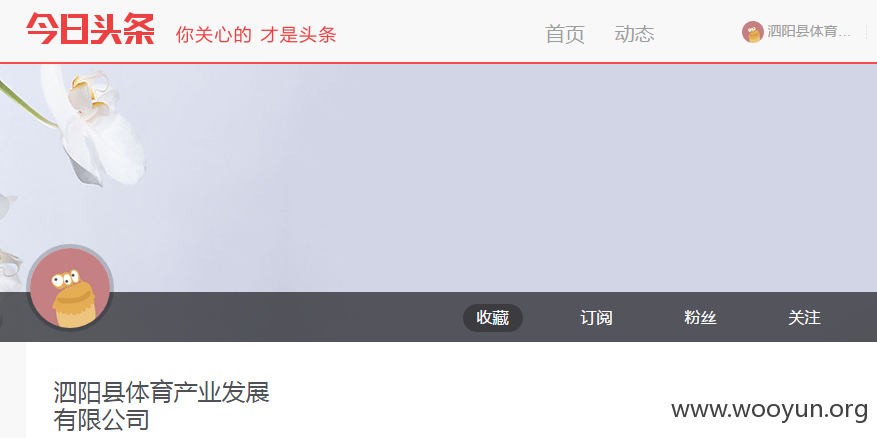 今日头条 你关心的 才是头条 首页 动态 泗阳县体育...
收藏 订阅 粉丝 关注
泗阳县体育产业发展
有限公司
www.wooyun.org